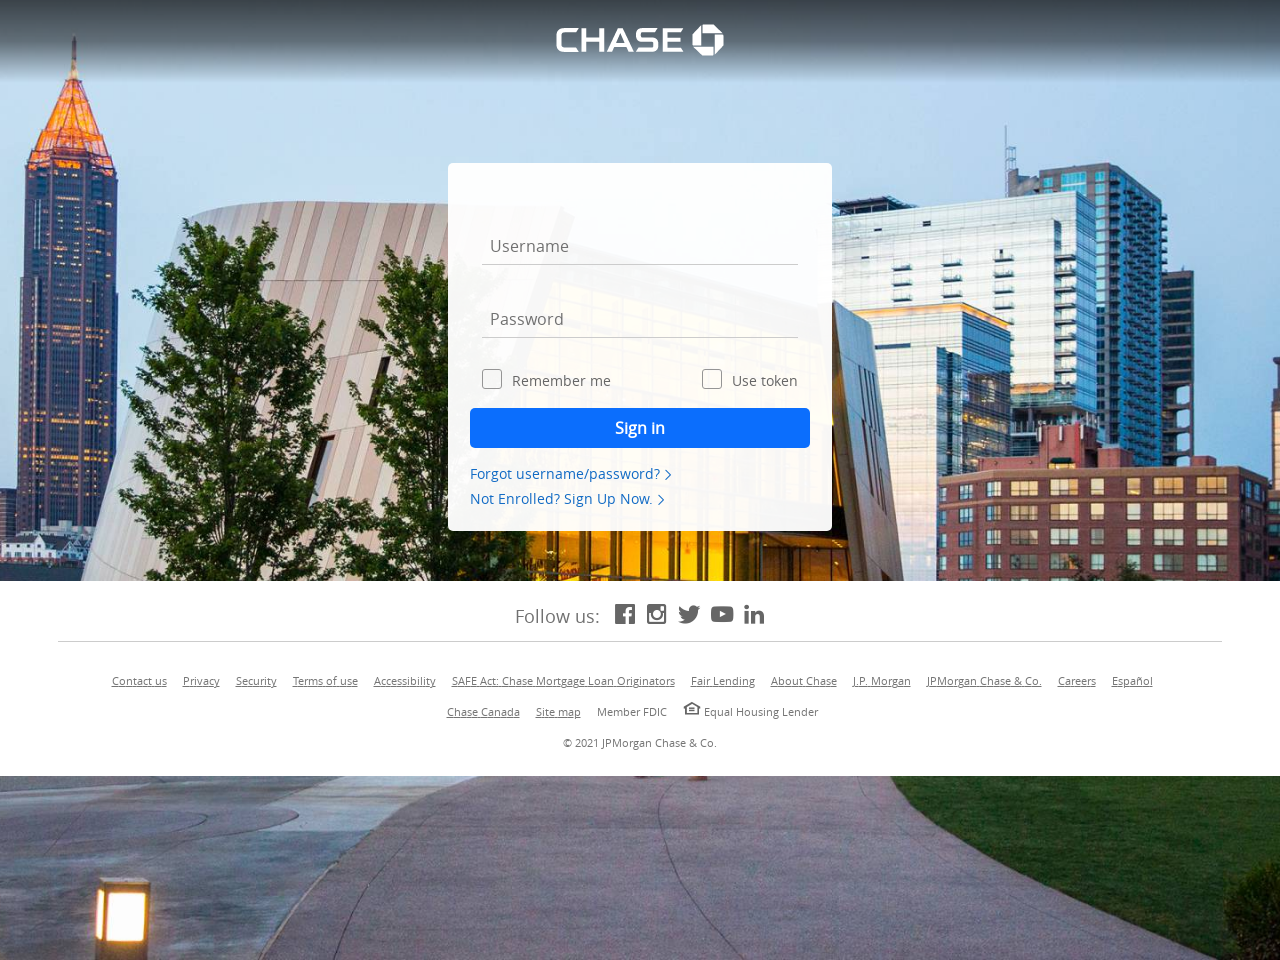 CHASE
Username
Password
Remember me
Use token
Sign in
Forgot username/password?
Not Enrolled? Sign Up Now.
Follow us:
Contact us Privacy Security Terms of use Accessibility SAFE Act: Chase Mortgage Loan Originators Fair Lending About Chase J.P. Morgan JPMorgan Chase & Co. Careers Español
Chase Canada Site map Member FDIC Equal Housing Lender
© 2021 JPMorgan Chase & Co.